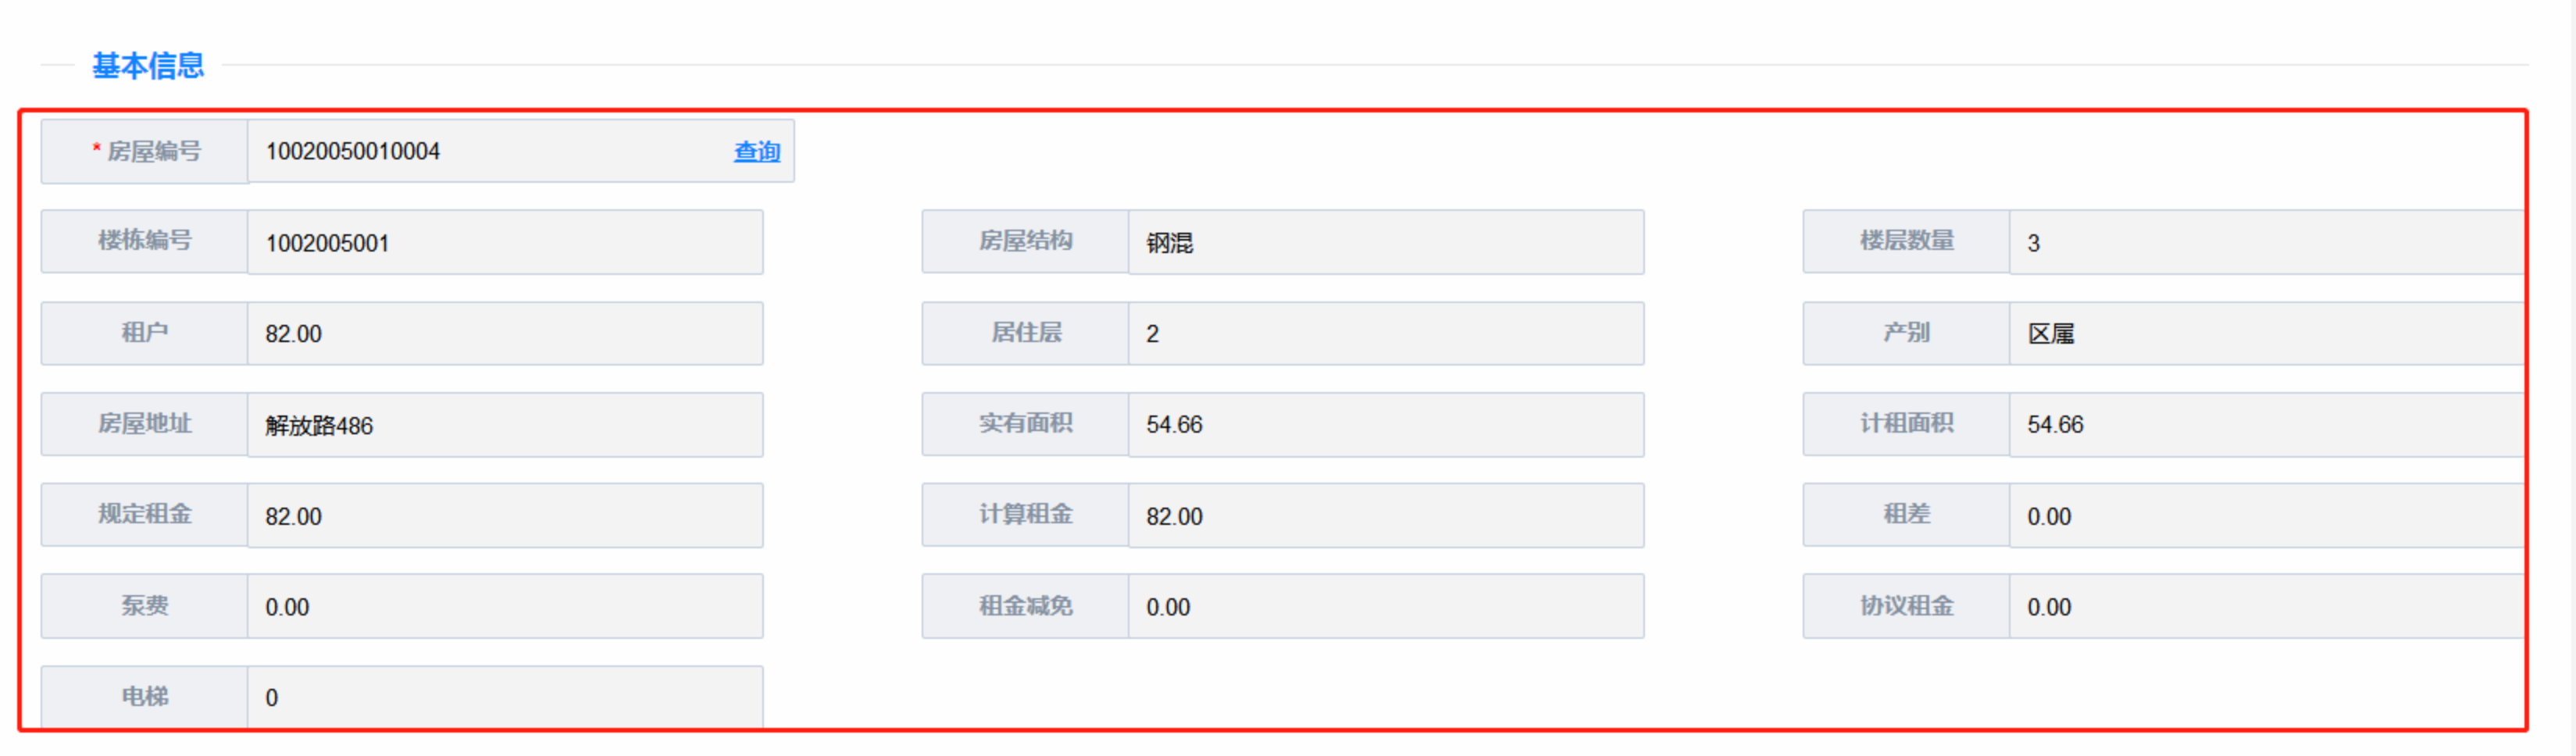 基本信息
* 房屋编号 10020050010004 查询
楼栋编号 1002005001 房屋结构 钢混 楼层数量 3
租户 82.00 居住层 2 产别 区属
房屋地址 解放路486 实有面积 54.66 计租面积 54.66
规定租金 82.00 计算租金 82.00 租差 0.00
泵费 0.00 租金减免 0.00 协议租金 0.00
电梯 0